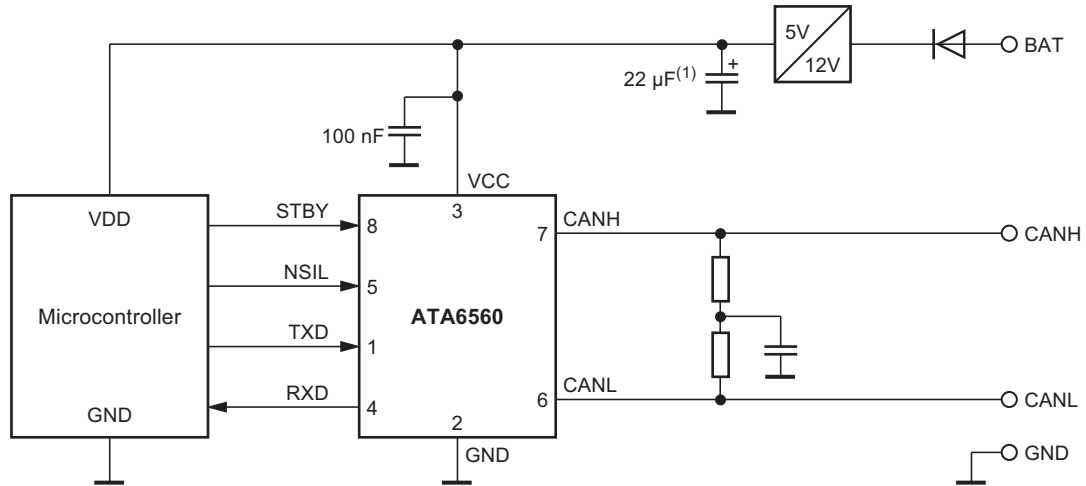 5V
12V
BAT
22 µF(1)
+
100 nF
VCC
3
VDD
STBY
8
CANH
7
CANH
NSIL
5
Microcontroller
ATA6560
TXD
1
RXD
4
CANL
6
CANL
GND
2
GND
GND